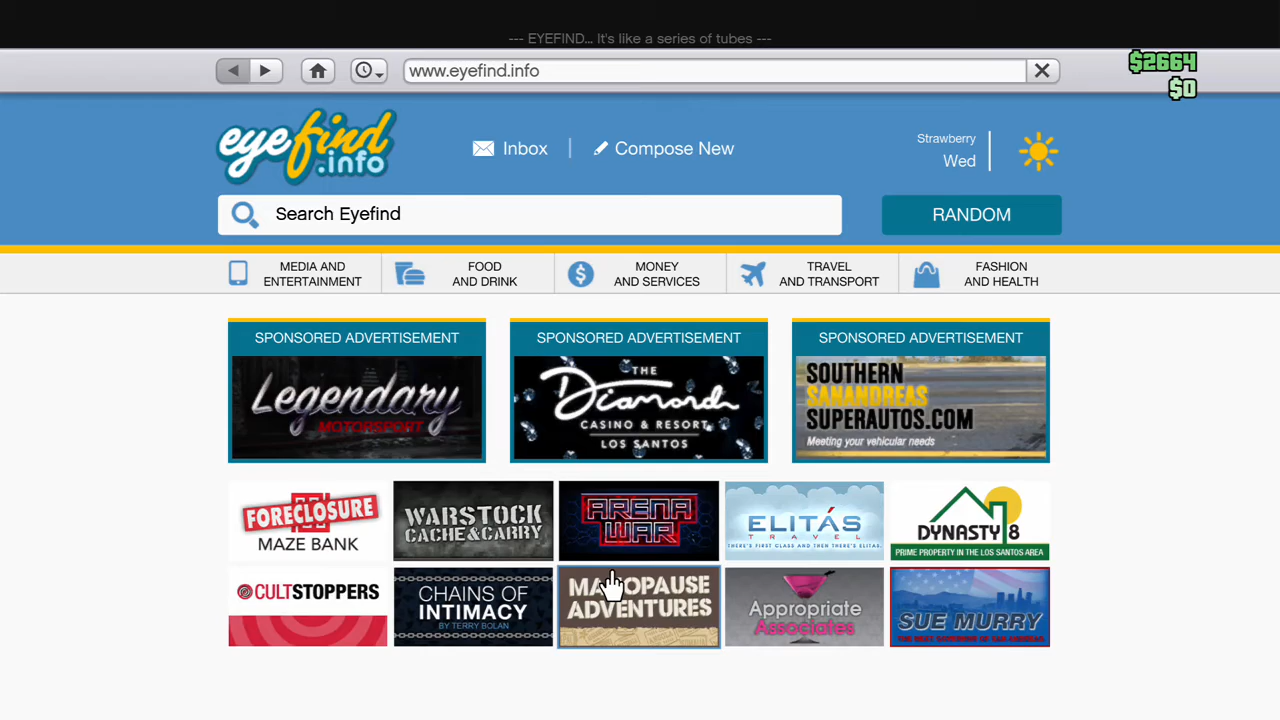 --- EYEFIND... It's like a series of tubes ---
www.eyefind.info
$2664
$0
eyefind
.info
Inbox
Compose New
Strawberry
Wed
Search Eyefind
RANDOM
MEDIA AND
ENTERTAINMENT
FOOD
AND DRINK
MONEY
AND SERVICES
TRAVEL
AND TRANSPORT
FASHION
AND HEALTH
SPONSORED ADVERTISEMENT
Legendary
MOTORSPORT
SPONSORED ADVERTISEMENT
THE
Diamond
CASINO & RESORT
LOS SANTOS
SPONSORED ADVERTISEMENT
SOUTHERN
SANANDREAS
SUPERAUTOS.COM
Meeting your vehicular needs
FORECLOSURE
MAZE BANK
WARSTOCK
CACHE & CARRY
ARENA
WAR
ELITÁS
TRAVEL
THERE'S FIRST CLASS AND THEN THERE'S ELITAS.
DYNASTY 8
PRIME PROPERTY IN THE LOS SANTOS AREA
CULTSTOPPERS
CHAINS OF
INTIMACY
BY TERRY BOLAN
ADVENTURES
Appropriate
Associates
SUE MURRY
THE NEXT GOVERNOR OF SAN ANDREAS